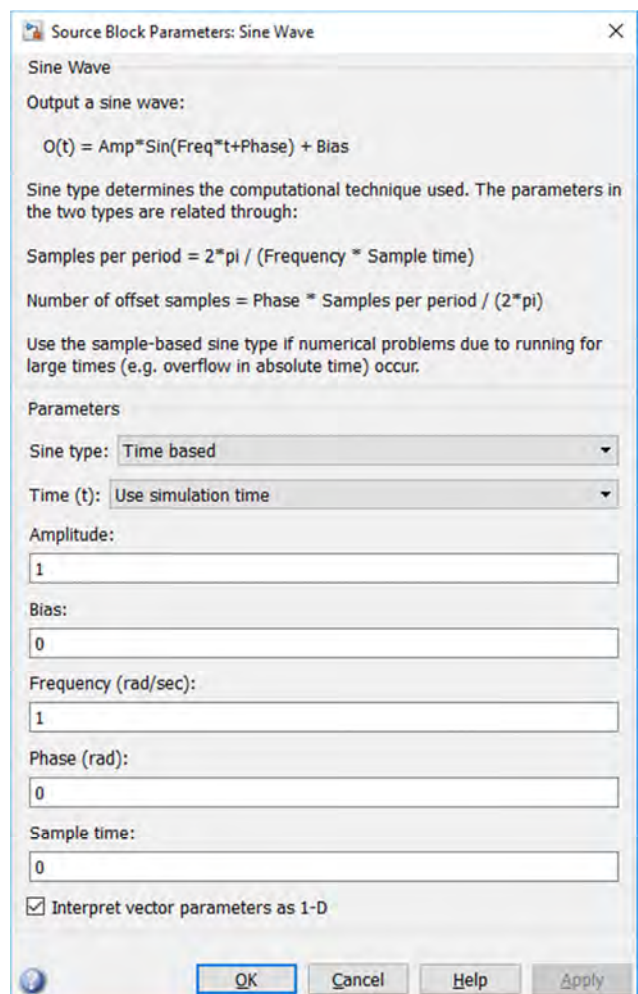 Source Block Parameters: Sine Wave
Sine Wave
Output a sine wave:
O(t) = Amp*Sin(Freq*t+Phase) + Bias
Sine type determines the computational technique used. The parameters in
the two types are related through:
Samples per period = 2*pi / (Frequency * Sample time)
Number of offset samples = Phase * Samples per period / (2*pi)
Use the sample-based sine type if numerical problems due to running for
large times (e.g. overflow in absolute time) occur.
Parameters
Sine type: Time based
Time (t): Use simulation time
Amplitude:
1
Bias:
0
Frequency (rad/sec):
1
Phase (rad):
0
Sample time:
0
Interpret vector parameters as 1-D
OK Cancel Help Apply